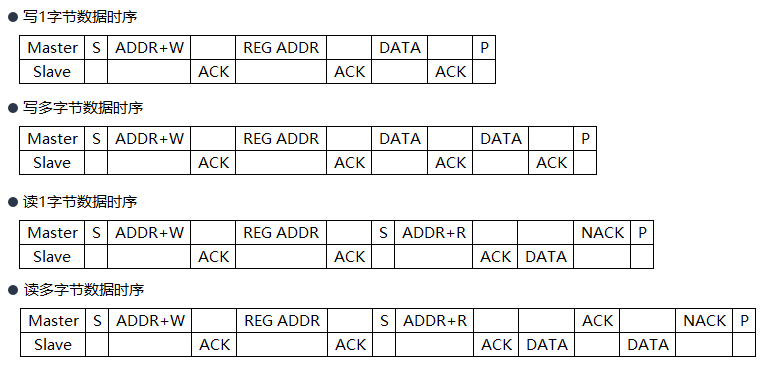 ● 写1字节数据时序
Master S ADDR+W REG ADDR DATA P
Slave ACK ACK ACK
● 写多字节数据时序
Master S ADDR+W REG ADDR DATA DATA P
Slave ACK ACK ACK ACK
● 读1字节数据时序
Master S ADDR+W REG ADDR S ADDR+R NACK P
Slave ACK ACK ACK DATA
● 读多字节数据时序
Master S ADDR+W REG ADDR S ADDR+R ACK NACK P
Slave ACK ACK ACK DATA DATA